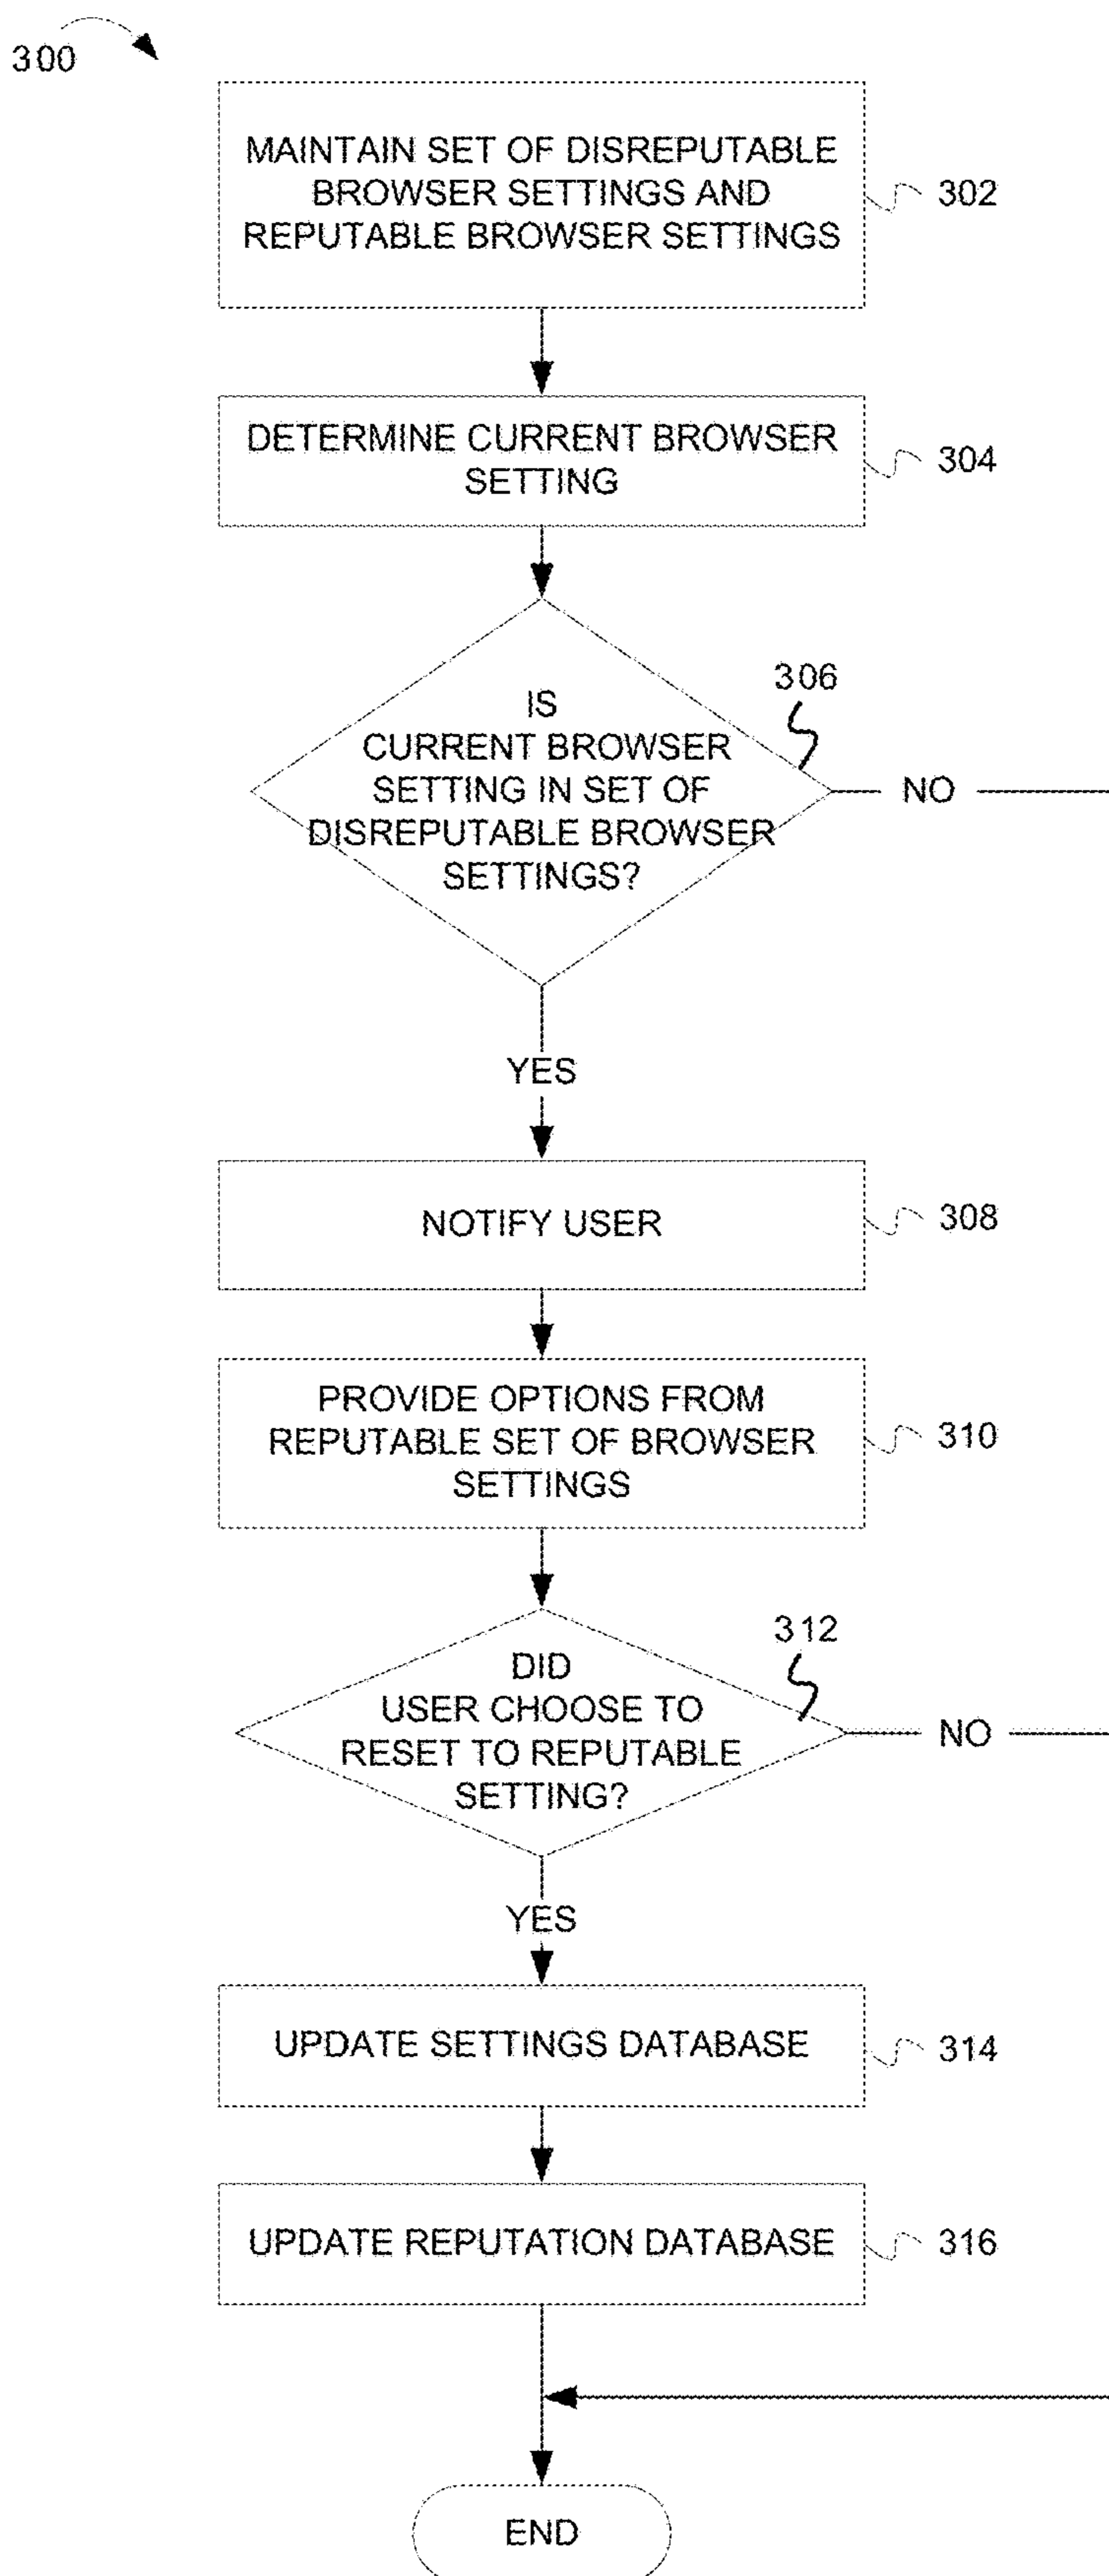 300
MAINTAIN SET OF DISREPUTABLE
BROWSER SETTINGS AND
REPUTABLE BROWSER SETTINGS
302
DETERMINE CURRENT BROWSER
SETTING
304
306
IS
CURRENT BROWSER
SETTING IN SET OF
DISREPUTABLE BROWSER
SETTINGS?
NO
YES
NOTIFY USER
308
PROVIDE OPTIONS FROM
REPUTABLE SET OF BROWSER
SETTINGS
310
312
DID
USER CHOOSE TO
RESET TO REPUTABLE
SETTING?
NO
YES
UPDATE SETTINGS DATABASE
314
UPDATE REPUTATION DATABASE
316
END